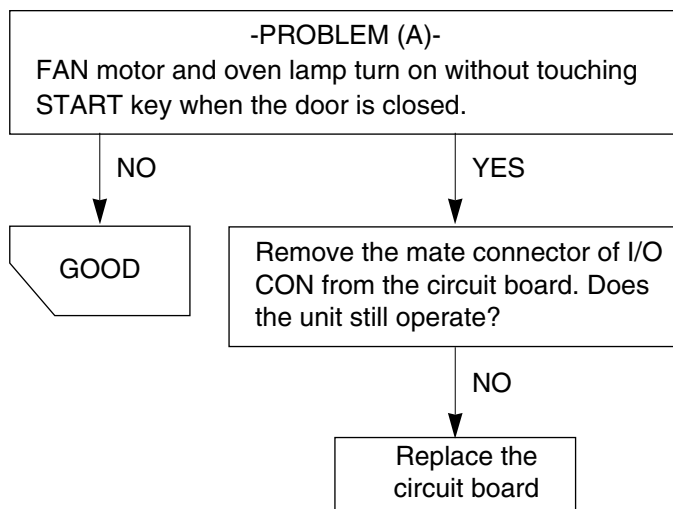 -PROBLEM (A)-
FAN motor and oven lamp turn on without touching
START key when the door is closed.
NO
YES
GOOD
Remove the mate connector of I/O
CON from the circuit board. Does
the unit still operate?
NO
Replace the
circuit board